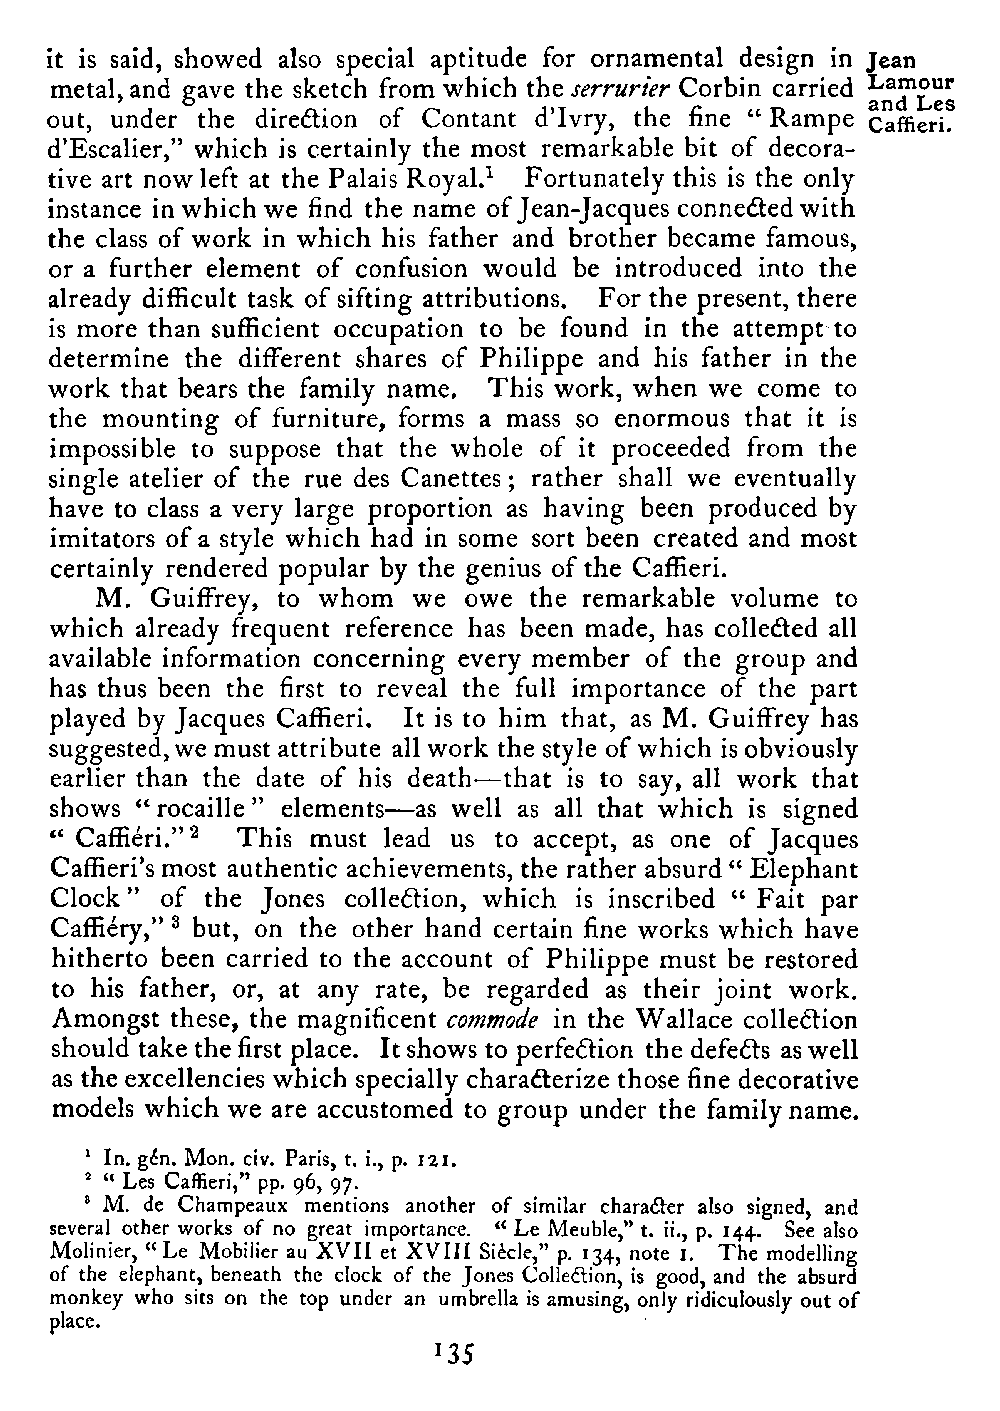 it is said, showed also special aptitude for ornamental design in
metal, and gave the sketch from which the serrurier Corbin carried
out, under the direction of Contant d'Ivry, the fine “ Rampe
d'Escalier,” which is certainly the most remarkable bit of decora-
tive art now left at the Palais Royal.¹ Fortunately this is the only
instance in which we find the name of Jean-Jacques connected with
the class of work in which his father and brother became famous,
or a further element of confusion would be introduced into the
already difficult task of sifting attributions. For the present, there
is more than sufficient occupation to be found in the attempt to
determine the different shares of Philippe and his father in the
work that bears the family name. This work, when we come to
the mounting of furniture, forms a mass so enormous that it is
impossible to suppose that the whole of it proceeded from the
single atelier of the rue des Canettes ; rather shall we eventually
have to class a very large proportion as having been produced by
imitators of a style which had in some sort been created and most
certainly rendered popular by the genius of the Caffieri.
M. Guiffrey, to whom we owe the remarkable volume to
which already frequent reference has been made, has collected all
available information concerning every member of the group and
has thus been the first to reveal the full importance of the part
played by Jacques Caffieri. It is to him that, as M. Guiffrey has
suggested, we must attribute all work the style of which is obviously
earlier than the date of his death—that is to say, all work that
shows “ rocaille ” elements—as well as all that which is signed
“ Caffiéri.” ² This must lead us to accept, as one of Jacques
Caffieri's most authentic achievements, the rather absurd “ Elephant
Clock ” of the Jones collection, which is inscribed “ Fait par
Caffiéry,” ³ but, on the other hand certain fine works which have
hitherto been carried to the account of Philippe must be restored
to his father, or, at any rate, be regarded as their joint work.
Amongst these, the magnificent commode in the Wallace collection
should take the first place. It shows to perfection the defects as well
as the excellencies which specially characterize those fine decorative
models which we are accustomed to group under the family name.
Jean
Lamour
and Les
Caffieri.
¹ In. gén. Mon. civ. Paris, t. i., p. 121.
² “ Les Caffieri,” pp. 96, 97.
³ M. de Champeaux mentions another of similar character also signed, and
several other works of no great importance. “ Le Meuble,” t. ii., p. 144. See also
Molinier, “ Le Mobilier au XVII et XVIII Siècle,” p. 134, note 1. The modelling
of the elephant, beneath the clock of the Jones Collection, is good, and the absurd
monkey who sits on the top under an umbrella is amusing, only ridiculously out of
place.
135